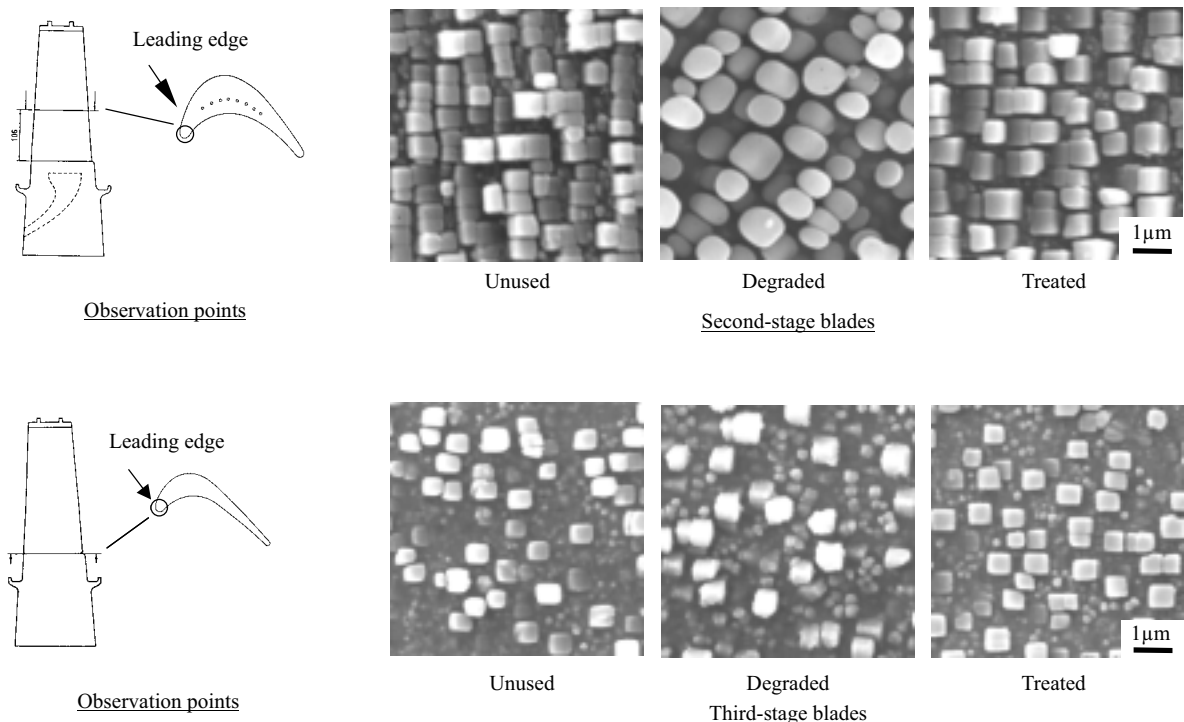 Leading edge
106
1µm
Unused
Degraded
Treated
Observation points
Second-stage blades
Leading edge
1µm
Unused
Degraded
Treated
Observation points
Third-stage blades